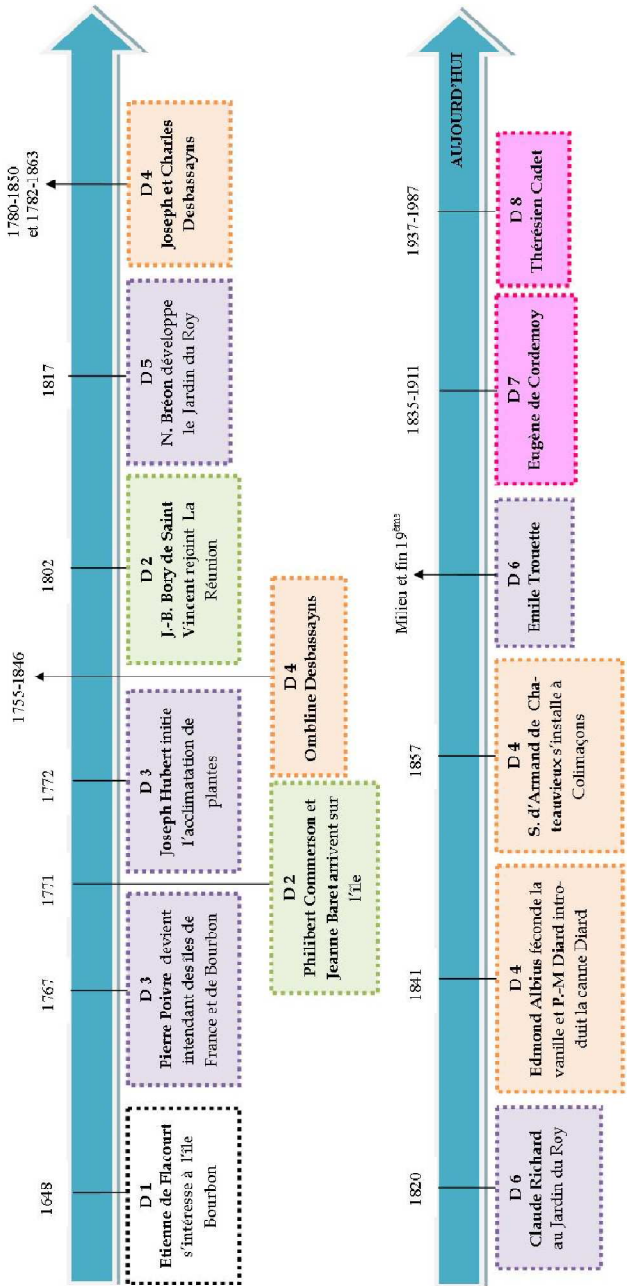 1648
D 1
Etienne de Flacourt
s'intéresse à l'île
Bourbon
1767
D 3
Pierre Poivre devient
intendant des îles de
France et de Bourbon
1771
D 2
Philibert Commerson et
Jeanne Baret arrivent sur
l'île
1772
D 3
Joseph Hubert initie
l'acclimatation de
plantes
1755-1846
D 4
Ombline Desbassayns
1802
D 2
J.-B. Bory de Saint
Vincent rejoint La
Réunion
1817
D 5
N. Bréon développe
le Jardin du Roy
1780-1850
et 1782-1863
D 4
Joseph et Charles
Desbassayns
1820
D 6
Claude Richard
au Jardin du Roy
1841
D 4
Edmond Albius féconde la
vanille et P.-M Diard intro-
duit la canne Diard
1857
D 4
S. d'Armand de Cha-
teauvieux s'installe à
Colimaçons
Milieu et fin 19ème
D 6
Emile Trouette
1835-1911
D 7
Eugène de Cordemoy
1937-1987
D 8
Thérésien Cadet
AUJOURD'HUI